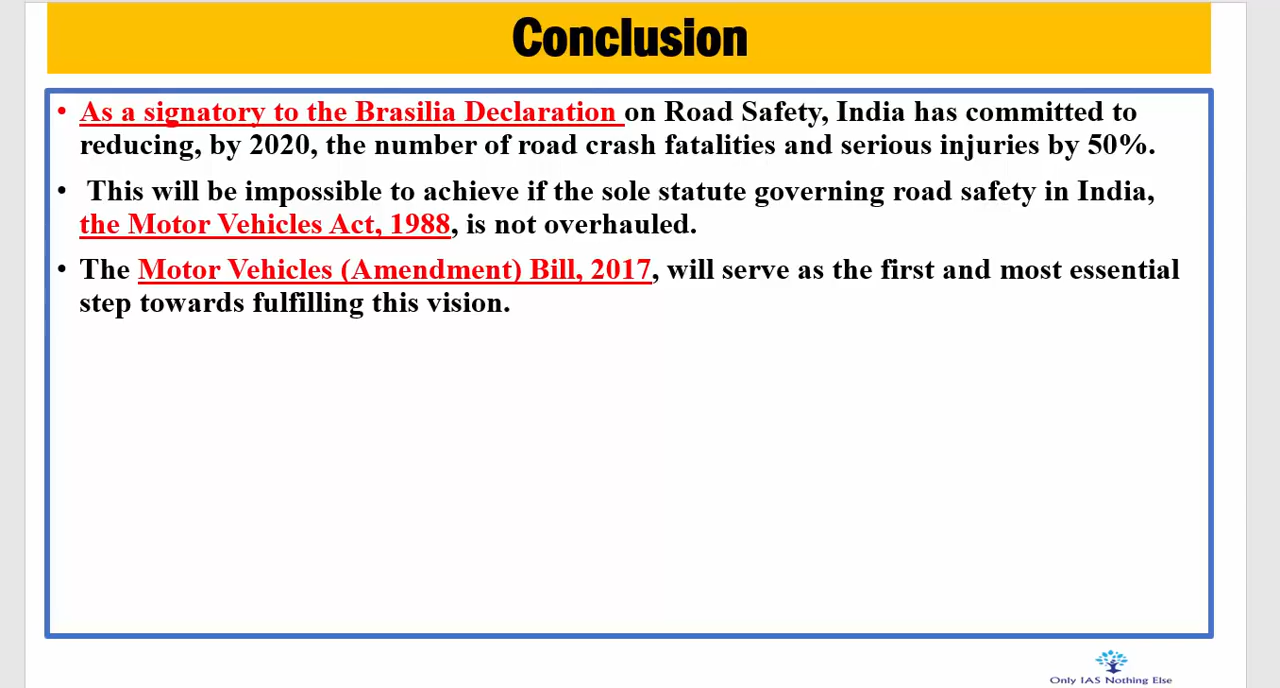 Conclusion
• As a signatory to the Brasilia Declaration on Road Safety, India has committed to
reducing, by 2020, the number of road crash fatalities and serious injuries by 50%.
• This will be impossible to achieve if the sole statute governing road safety in India,
the Motor Vehicles Act, 1988, is not overhauled.
• The Motor Vehicles (Amendment) Bill, 2017, will serve as the first and most essential
step towards fulfilling this vision.
Only IAS Nothing Else